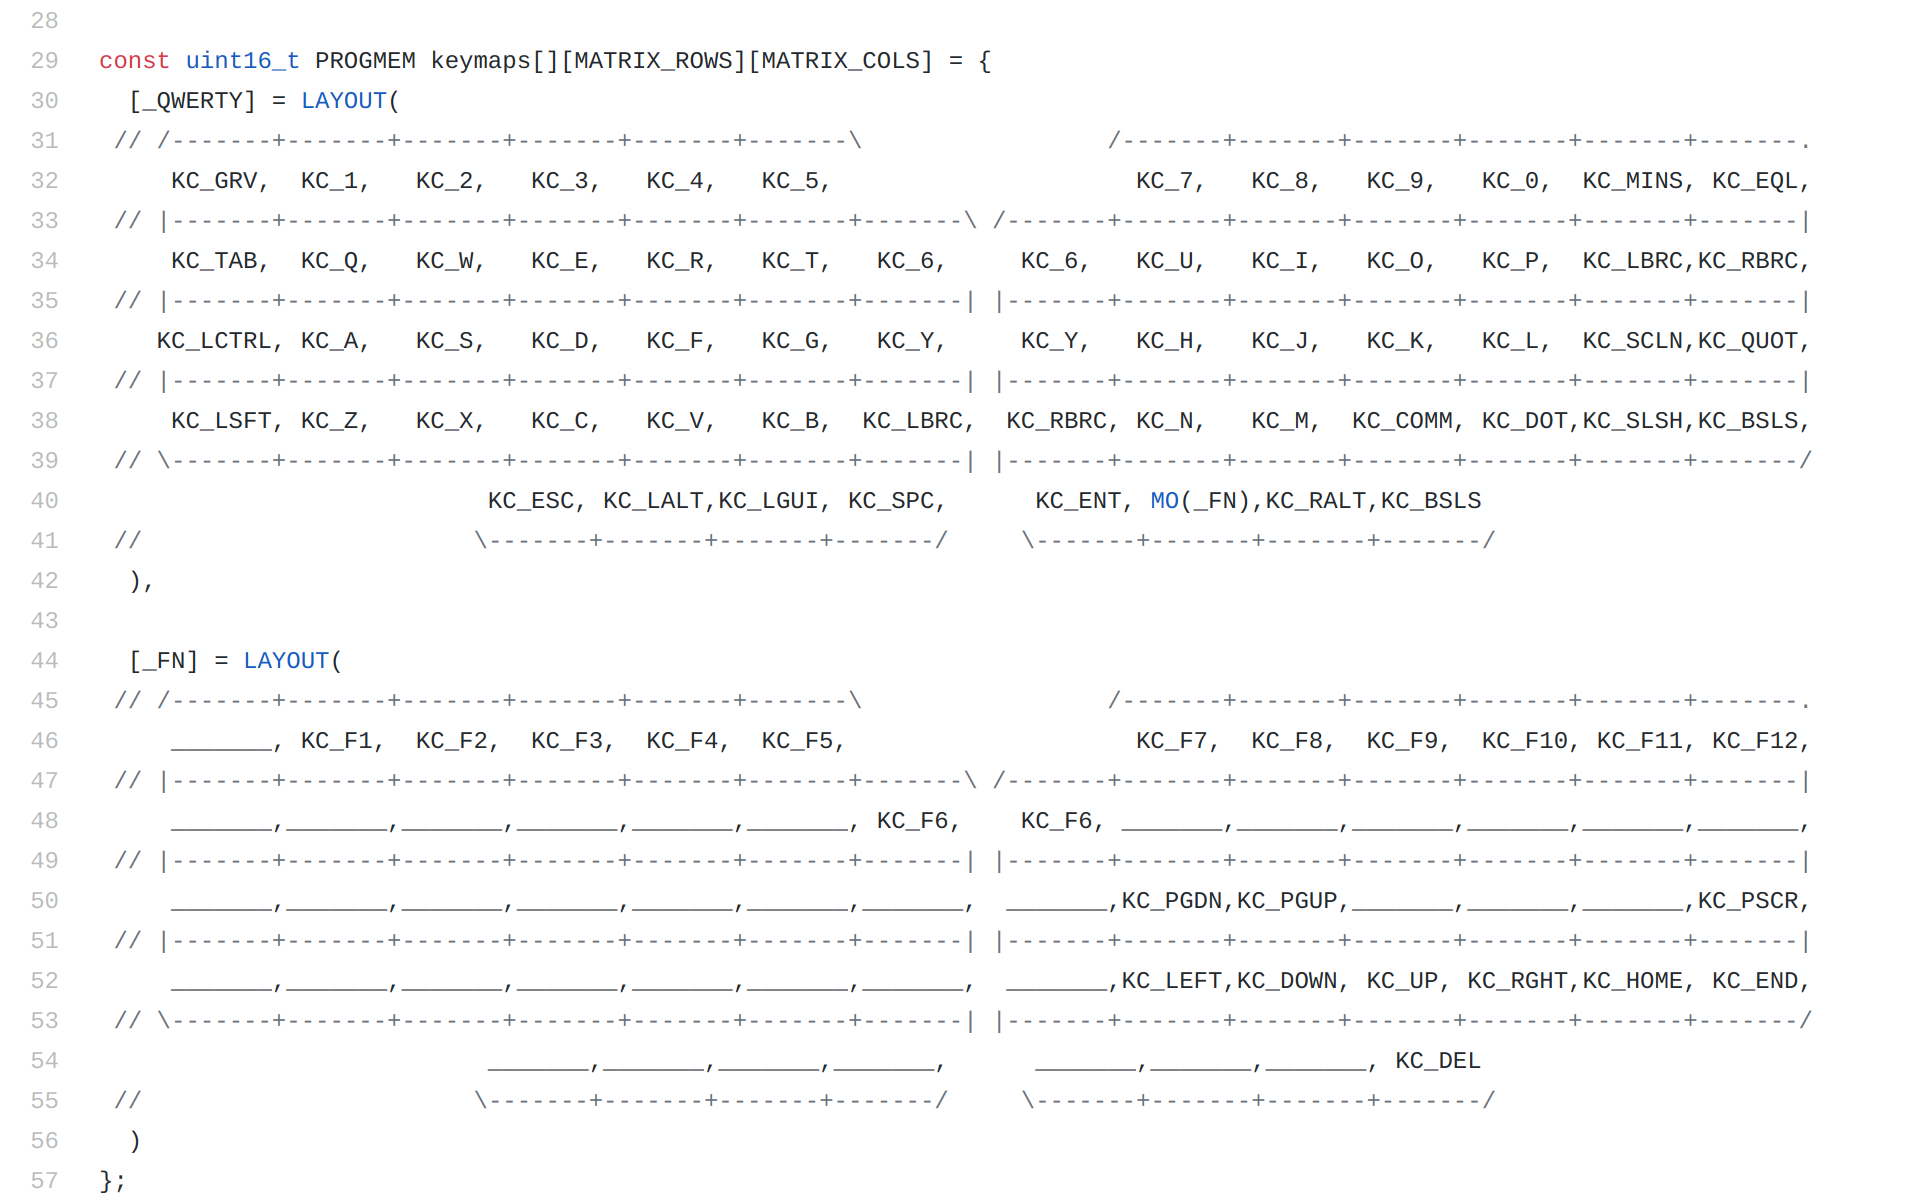 28
29 const uint16_t PROGMEM keymaps[][MATRIX_ROWS][MATRIX_COLS] = {
30   [_QWERTY] = LAYOUT(
31  // /-------+-------+-------+-------+-------+-------\                 /-------+-------+-------+-------+-------+-------.
32      KC_GRV,  KC_1,   KC_2,   KC_3,   KC_4,   KC_5,                     KC_7,   KC_8,   KC_9,   KC_0,  KC_MINS, KC_EQL,
33  // |-------+-------+-------+-------+-------+-------+-------\ /-------+-------+-------+-------+-------+-------+-------|
34      KC_TAB,  KC_Q,   KC_W,   KC_E,   KC_R,   KC_T,   KC_6,     KC_6,   KC_U,   KC_I,   KC_O,   KC_P,  KC_LBRC,KC_RBRC,
35  // |-------+-------+-------+-------+-------+-------+-------| |-------+-------+-------+-------+-------+-------+-------|
36     KC_LCTRL, KC_A,   KC_S,   KC_D,   KC_F,   KC_G,   KC_Y,     KC_Y,   KC_H,   KC_J,   KC_K,   KC_L,  KC_SCLN,KC_QUOT,
37  // |-------+-------+-------+-------+-------+-------+-------| |-------+-------+-------+-------+-------+-------+-------|
38      KC_LSFT, KC_Z,   KC_X,   KC_C,   KC_V,   KC_B,  KC_LBRC,  KC_RBRC, KC_N,   KC_M,  KC_COMM, KC_DOT,KC_SLSH,KC_BSLS,
39  // \-------+-------+-------+-------+-------+-------+-------| |-------+-------+-------+-------+-------+-------+-------/
40                            KC_ESC, KC_LALT,KC_LGUI, KC_SPC,      KC_ENT, MO(_FN),KC_RALT,KC_BSLS
41  //                       \-------+-------+-------+-------/     \-------+-------+-------+-------/
42   ),
43
44   [_FN] = LAYOUT(
45  // /-------+-------+-------+-------+-------+-------\                 /-------+-------+-------+-------+-------+-------.
46      _______, KC_F1,  KC_F2,  KC_F3,  KC_F4,  KC_F5,                    KC_F7,  KC_F8,  KC_F9,  KC_F10, KC_F11, KC_F12,
47  // |-------+-------+-------+-------+-------+-------+-------\ /-------+-------+-------+-------+-------+-------+-------|
48      _______,_______,_______,_______,_______,_______, KC_F6,    KC_F6, _______,_______,_______,_______,_______,_______,
49  // |-------+-------+-------+-------+-------+-------+-------| |-------+-------+-------+-------+-------+-------+-------|
50      _______,_______,_______,_______,_______,_______,_______,  _______,KC_PGDN,KC_PGUP,_______,_______,_______,KC_PSCR,
51  // |-------+-------+-------+-------+-------+-------+-------| |-------+-------+-------+-------+-------+-------+-------|
52      _______,_______,_______,_______,_______,_______,_______,  _______,KC_LEFT,KC_DOWN, KC_UP, KC_RGHT,KC_HOME, KC_END,
53  // \-------+-------+-------+-------+-------+-------+-------| |-------+-------+-------+-------+-------+-------+-------/
54                            _______,_______,_______,_______,      _______,_______,_______, KC_DEL
55  //                       \-------+-------+-------+-------/     \-------+-------+-------+-------/
56   )
57 };